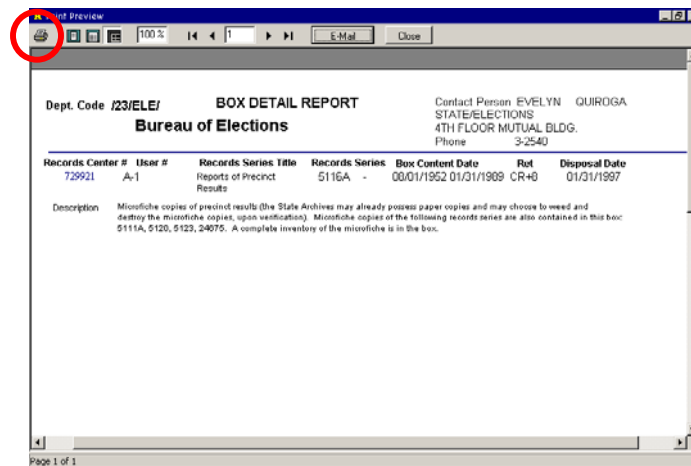 Print Preview
100 %
1
E-Mail
Close
Dept. Code /23/ELE/
BOX DETAIL REPORT
Bureau of Elections
Contact Person EVELYN QUIROGA
STATE/ELECTIONS
4TH FLOOR MUTUAL BLDG.
Phone 3-2540
Records Center # User # Records Series Title Records Series Box Content Date Ret Disposal Date
729921 A-1 Reports of Precinct 5116A - 08/01/1952 01/31/1989 CR+8 01/31/1997
Results
Description Microfiche copies of precinct results (the State Archives may already possess paper copies and may choose to weed and
destroy the microfiche copies, upon verification). Microfiche copies of the following records series are also contained in this box:
5111A, 5120, 5123, 24675. A complete inventory of the microfiche is in the box.
Page 1 of 1